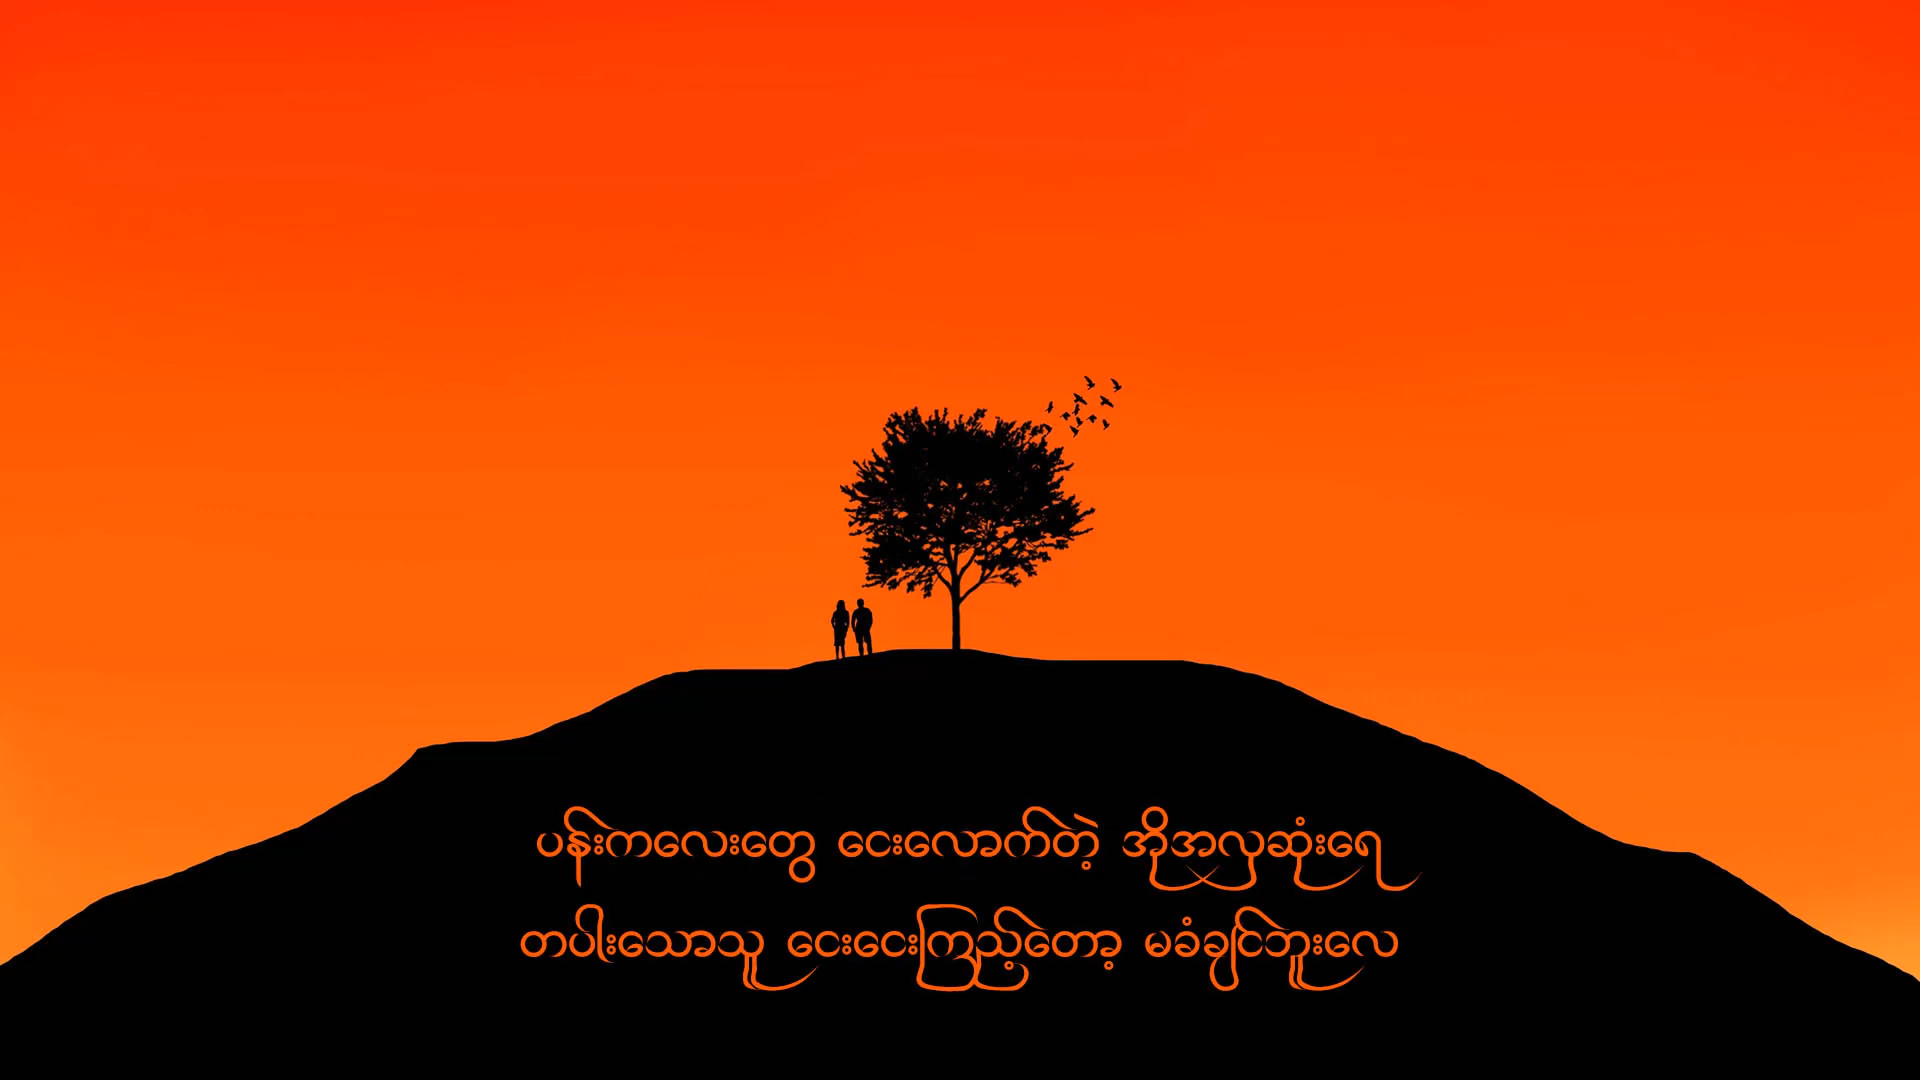 ပန်းကလေးတွေ ငေးလောက်တဲ့ အိုအလှဆုံးရေ
တပါးသောသူ ငေးငေးကြည့်တော့ မခံချင်ဘူးလေ